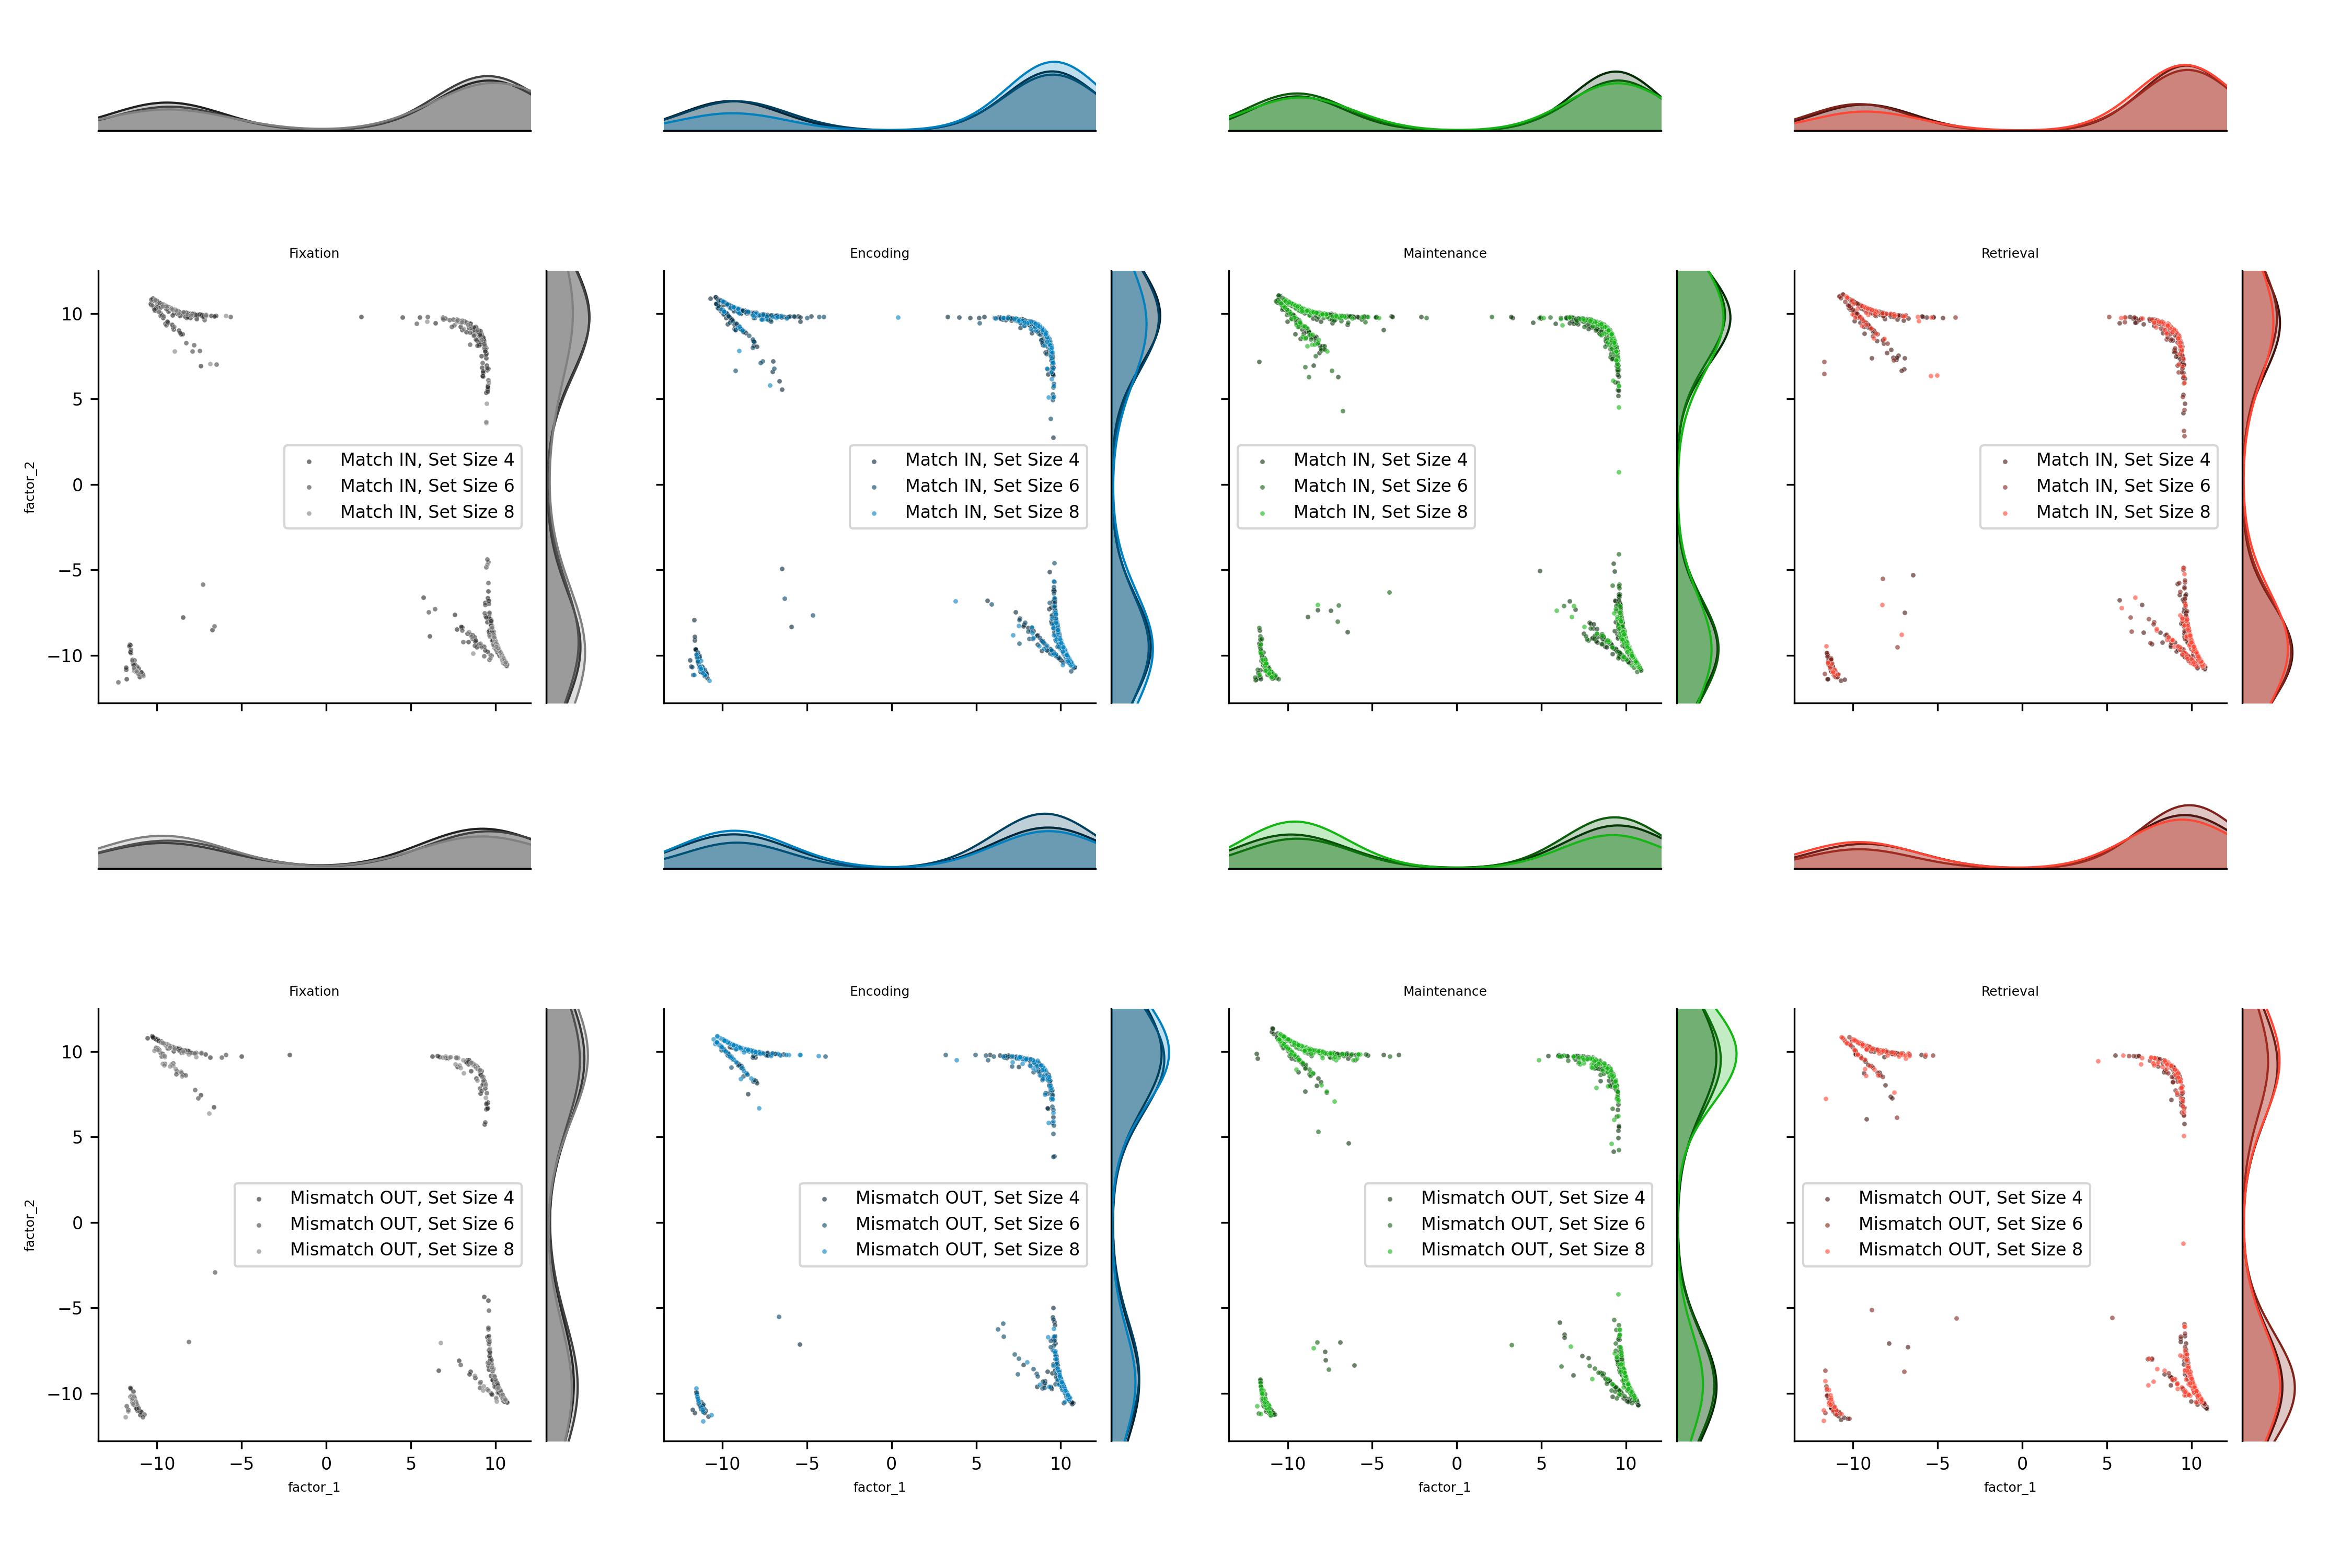 Fixation
Encoding
Maintenance
Retrieval
10
5
0
−5
−10
factor_2
Match IN, Set Size 4
Match IN, Set Size 6
Match IN, Set Size 8
Match IN, Set Size 4
Match IN, Set Size 6
Match IN, Set Size 8
Match IN, Set Size 4
Match IN, Set Size 6
Match IN, Set Size 8
Match IN, Set Size 4
Match IN, Set Size 6
Match IN, Set Size 8
Fixation
Encoding
Maintenance
Retrieval
10
5
0
−5
−10
factor_2
Mismatch OUT, Set Size 4
Mismatch OUT, Set Size 6
Mismatch OUT, Set Size 8
Mismatch OUT, Set Size 4
Mismatch OUT, Set Size 6
Mismatch OUT, Set Size 8
Mismatch OUT, Set Size 4
Mismatch OUT, Set Size 6
Mismatch OUT, Set Size 8
Mismatch OUT, Set Size 4
Mismatch OUT, Set Size 6
Mismatch OUT, Set Size 8
−10 −5 0 5 10
−10 −5 0 5 10
−10 −5 0 5 10
−10 −5 0 5 10
factor_1
factor_1
factor_1
factor_1